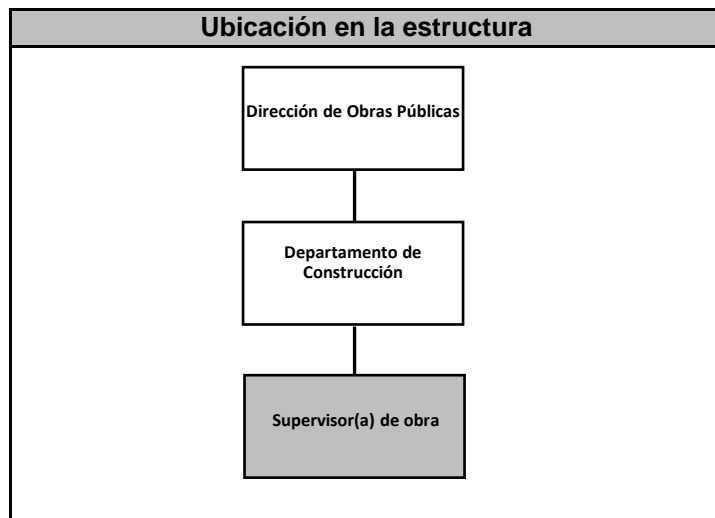 Ubicación en la estructura
Dirección de Obras Públicas
Departamento de
Construcción
Supervisor(a) de obra